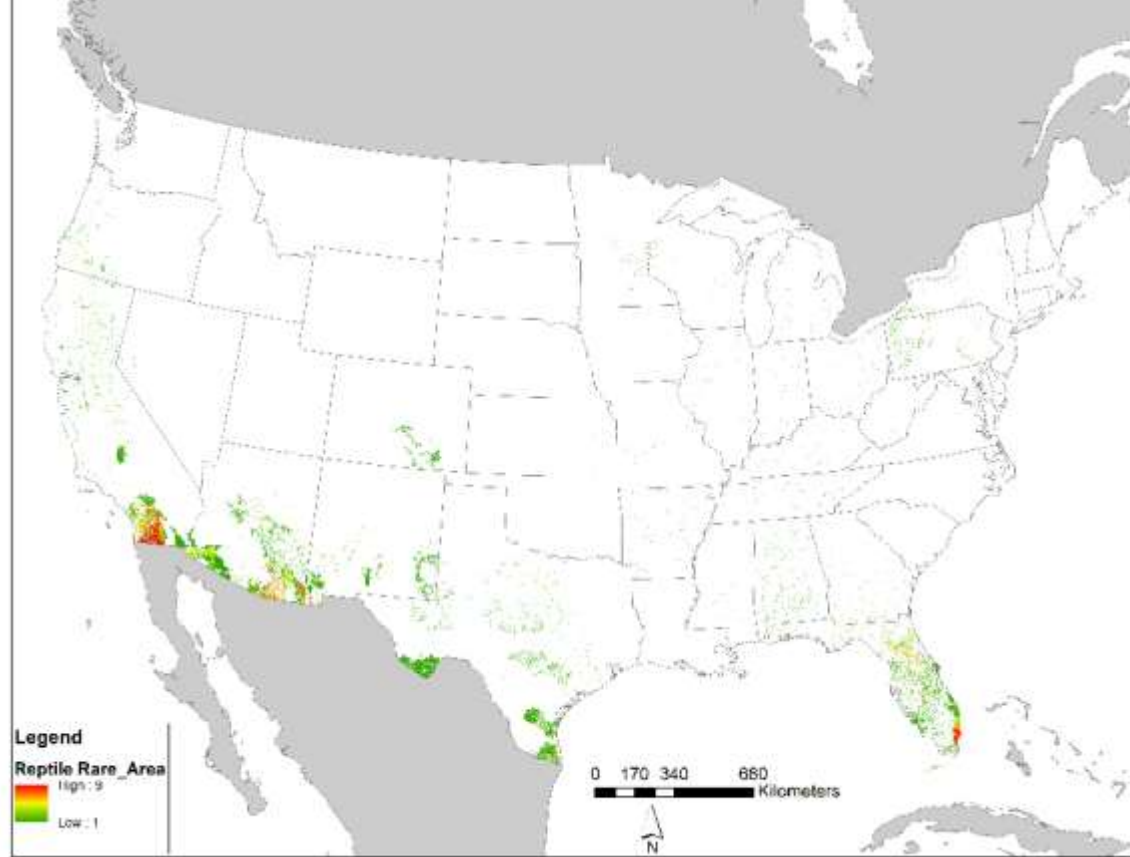 Legend
Reptile Rare_Area
High : 9
Low : 1
0 170 340 680
Kilometers
N